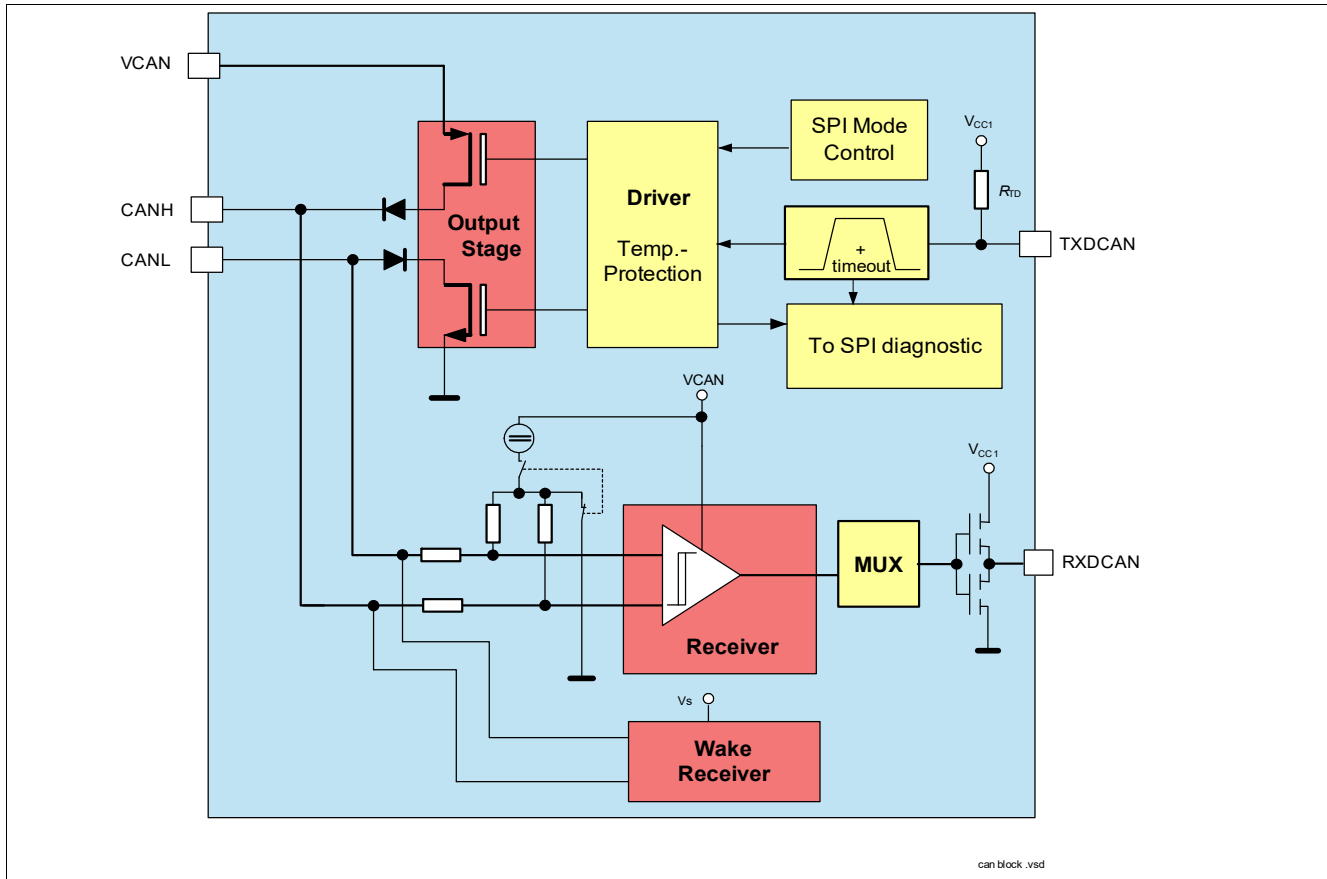 VCAN
SPI Mode
Control
VCC1
RTD
CANH
Output
Stage
Driver
Temp.-
Protection
+
timeout
TXDCAN
CANL
To SPI diagnostic
VCAN
VCC1
MUX
RXDCAN
Receiver
Vs
Wake
Receiver
can block .vsd